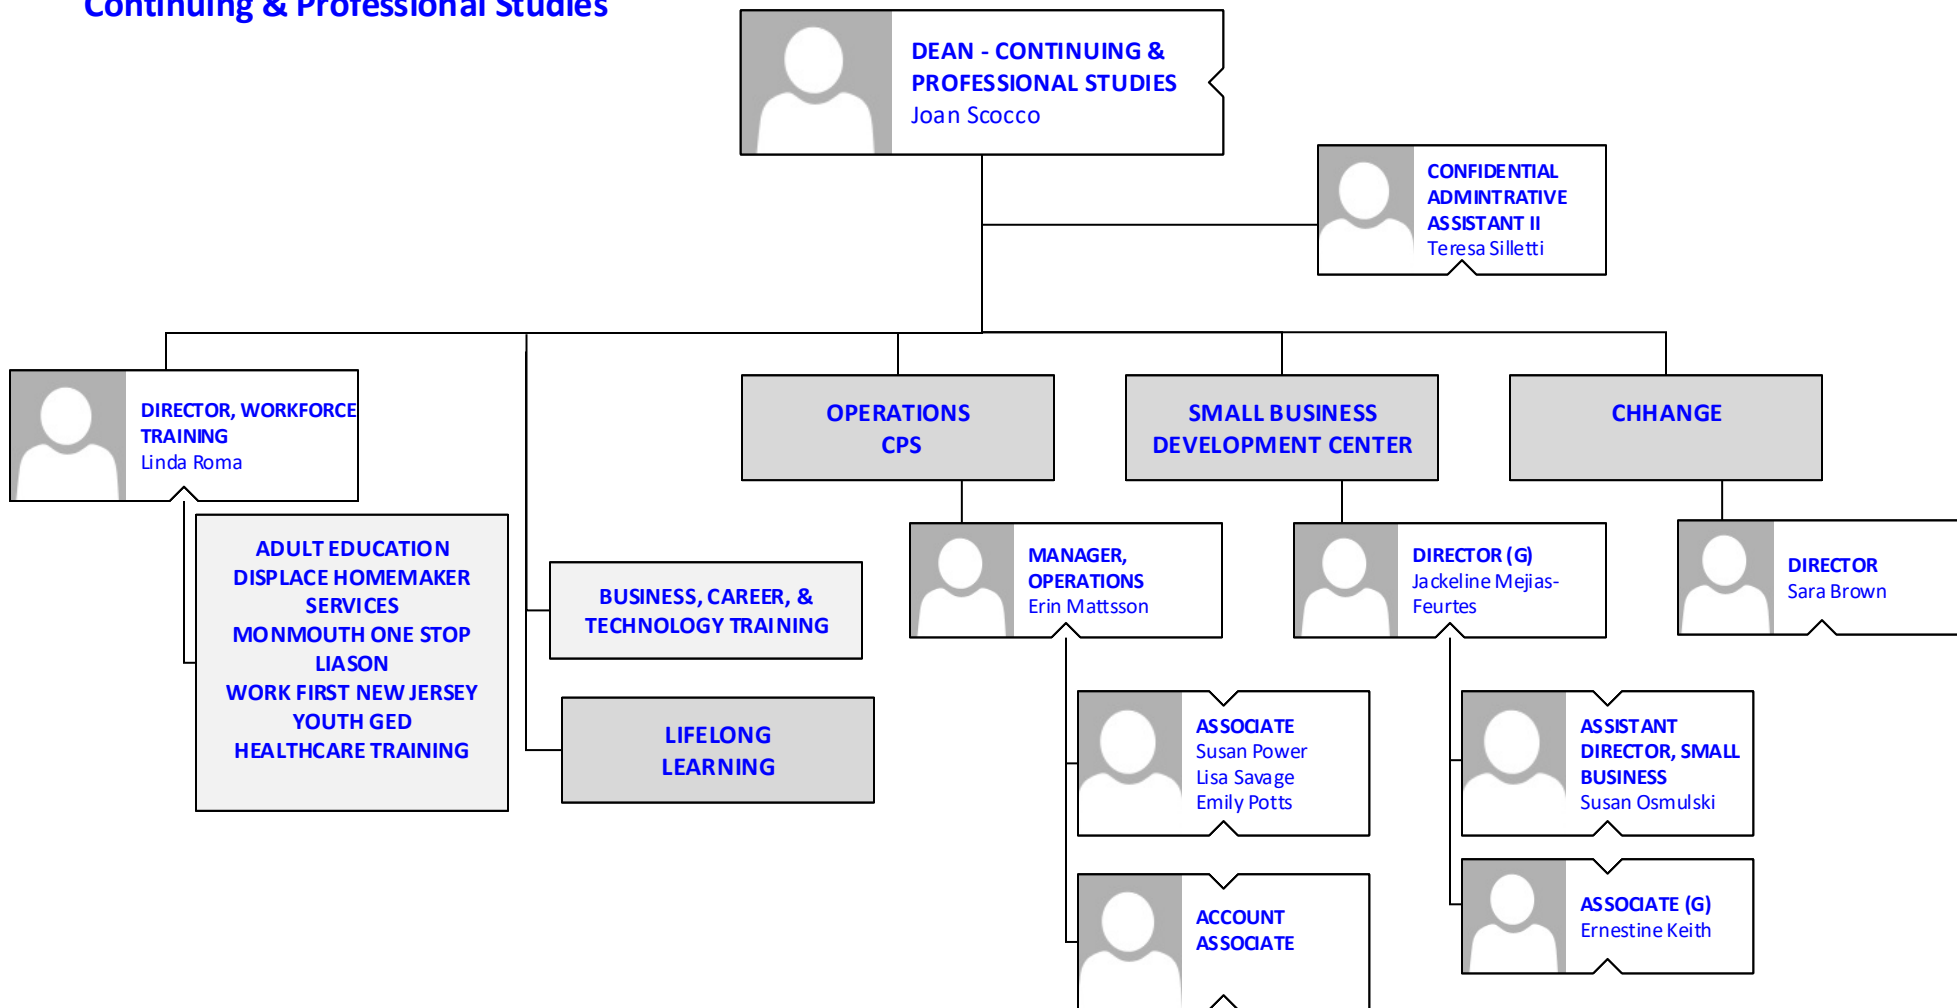 Continuing & Professional Studies
DEAN - CONTINUING &
PROFESSIONAL STUDIES
Joan Scocco
CONFIDENTIAL
ADMINTRATIVE
ASSISTANT II
Teresa Silletti
DIRECTOR, WORKFORCE
TRAINING
Linda Roma
OPERATIONS
CPS
SMALL BUSINESS
DEVELOPMENT CENTER
CHHANGE
ADULT EDUCATION
DISPLACE HOMEMAKER
SERVICES
MONMOUTH ONE STOP
LIASON
WORK FIRST NEW JERSEY
YOUTH GED
HEALTHCARE TRAINING
BUSINESS, CAREER, &
TECHNOLOGY TRAINING
LIFELONG
LEARNING
MANAGER,
OPERATIONS
Erin Mattsson
DIRECTOR (G)
Jackeline Mejias-
Feurtes
DIRECTOR
Sara Brown
ASSOCIATE
Susan Power
Lisa Savage
Emily Potts
ASSISTANT
DIRECTOR, SMALL
BUSINESS
Susan Osmulski
ACCOUNT
ASSOCIATE
ASSOCIATE (G)
Ernestine Keith